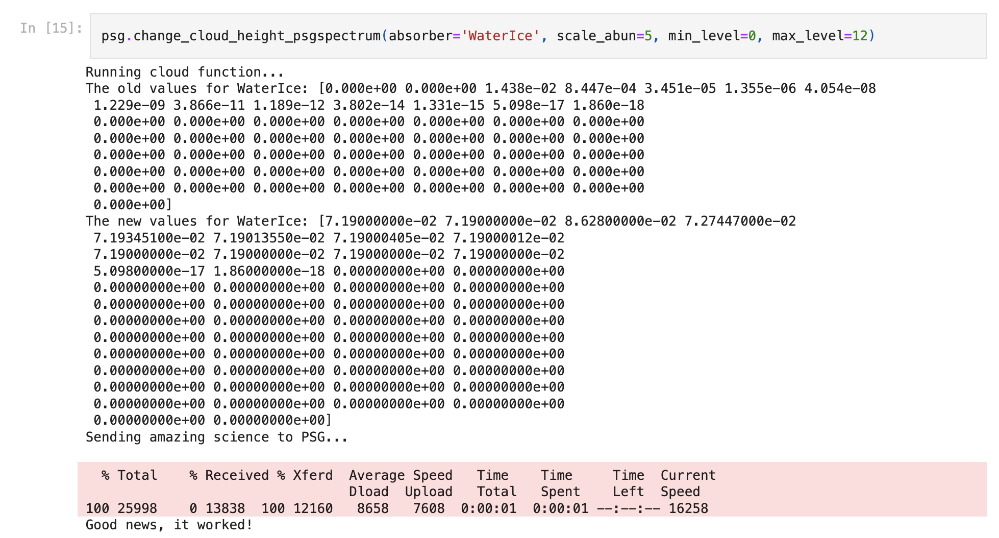 In [15]: psg.change_cloud_height_psgspectrum(absorber='WaterIce', scale_abun=5, min_level=0, max_level=12)
Running cloud function...
The old values for WaterIce: [0.000e+00 0.000e+00 1.438e-02 8.447e-04 3.451e-05 1.355e-06 4.054e-08
1.229e-09 3.866e-11 1.189e-12 3.802e-14 1.331e-15 5.098e-17 1.860e-18
0.000e+00 0.000e+00 0.000e+00 0.000e+00 0.000e+00 0.000e+00 0.000e+00
0.000e+00 0.000e+00 0.000e+00 0.000e+00 0.000e+00 0.000e+00 0.000e+00
0.000e+00 0.000e+00 0.000e+00 0.000e+00 0.000e+00 0.000e+00 0.000e+00
0.000e+00 0.000e+00 0.000e+00 0.000e+00 0.000e+00 0.000e+00 0.000e+00
0.000e+00 0.000e+00 0.000e+00 0.000e+00 0.000e+00 0.000e+00 0.000e+00
0.000e+00]
The new values for WaterIce: [7.19000000e-02 7.19000000e-02 8.62800000e-02 7.27447000e-02
7.19345100e-02 7.19013550e-02 7.19000405e-02 7.19000012e-02
7.19000000e-02 7.19000000e-02 7.19000000e-02 7.19000000e-02
5.09800000e-17 1.86000000e-18 0.00000000e+00 0.00000000e+00
0.00000000e+00 0.00000000e+00 0.00000000e+00 0.00000000e+00
0.00000000e+00 0.00000000e+00 0.00000000e+00 0.00000000e+00
0.00000000e+00 0.00000000e+00 0.00000000e+00 0.00000000e+00
0.00000000e+00 0.00000000e+00 0.00000000e+00 0.00000000e+00
0.00000000e+00 0.00000000e+00 0.00000000e+00 0.00000000e+00
0.00000000e+00 0.00000000e+00 0.00000000e+00 0.00000000e+00
0.00000000e+00 0.00000000e+00 0.00000000e+00 0.00000000e+00
0.00000000e+00 0.00000000e+00 0.00000000e+00 0.00000000e+00
0.00000000e+00 0.00000000e+00]
Sending amazing science to PSG...
% Total % Received % Xferd Average Speed Time Time Time Current
Dload Upload Total Spent Left Speed
100 25998 0 13838 100 12160 8658 7608 0:00:01 0:00:01 --:--:-- 16258
Good news, it worked!